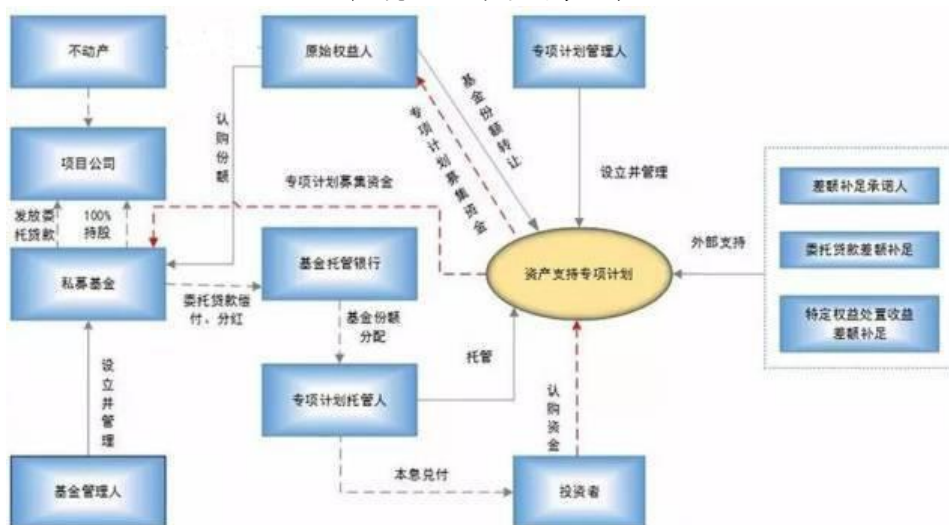 不动产
原始权益人
专项计划管理人
基金份额转让
专项计划募集资金
认购份额
项目公司
专项计划募集资金
设立并管理
差额补足承诺人
发放委
托贷款
100%
持股
外部支持
委托贷款差额补足
私募基金
基金托管银行
资产支持专项计划
委托贷款偿
付、分红
基金份额
分配
特定权益处置收益
差额补足
设立并管理
托管
专项计划托管人
认购资金
本息兑付
基金管理人
投资者